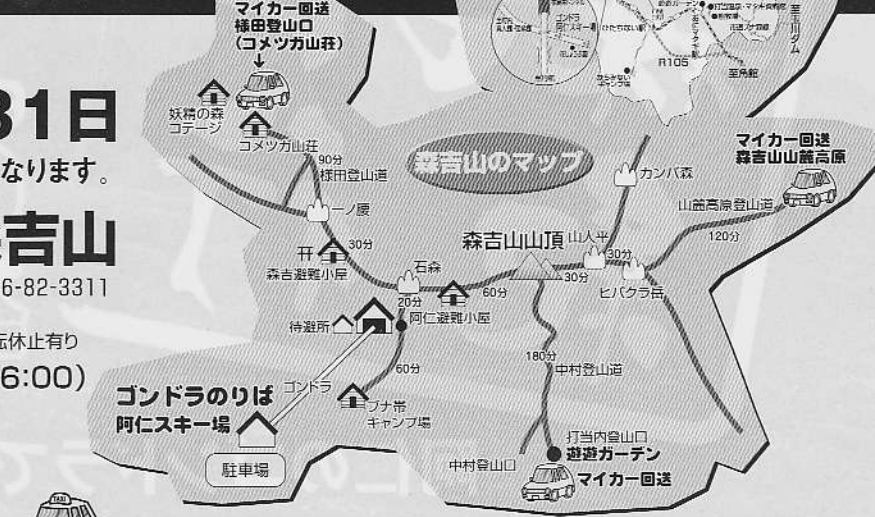 31日
なります。
吉山
6-82-3311
転休止有り
6:00)
マイカー回送
様田登山口
(コメツガ山荘)
妖精の森
コテージ
コメツガ山荘
90分
様田登山道
一ノ腰
30分
森吉避難小屋
石森
20分
阿仁避難小屋
60分
待避所
60分
ゴンドラ
ゴンドラのりば
阿仁スキー場
駐車場
ブナ帯
キャンプ場
森吉山のマップ
森吉山山頂
山人平
30分
30分
ヒバクラ岳
カンバ森
マイカー回送
森吉山山麓高原
山麓高原登山道
120分
180分
中村登山道
中村登山口
打当内登山口
遊遊ガーデン
マイカー回送
R105
至角館
至玉川ダム
TAXI